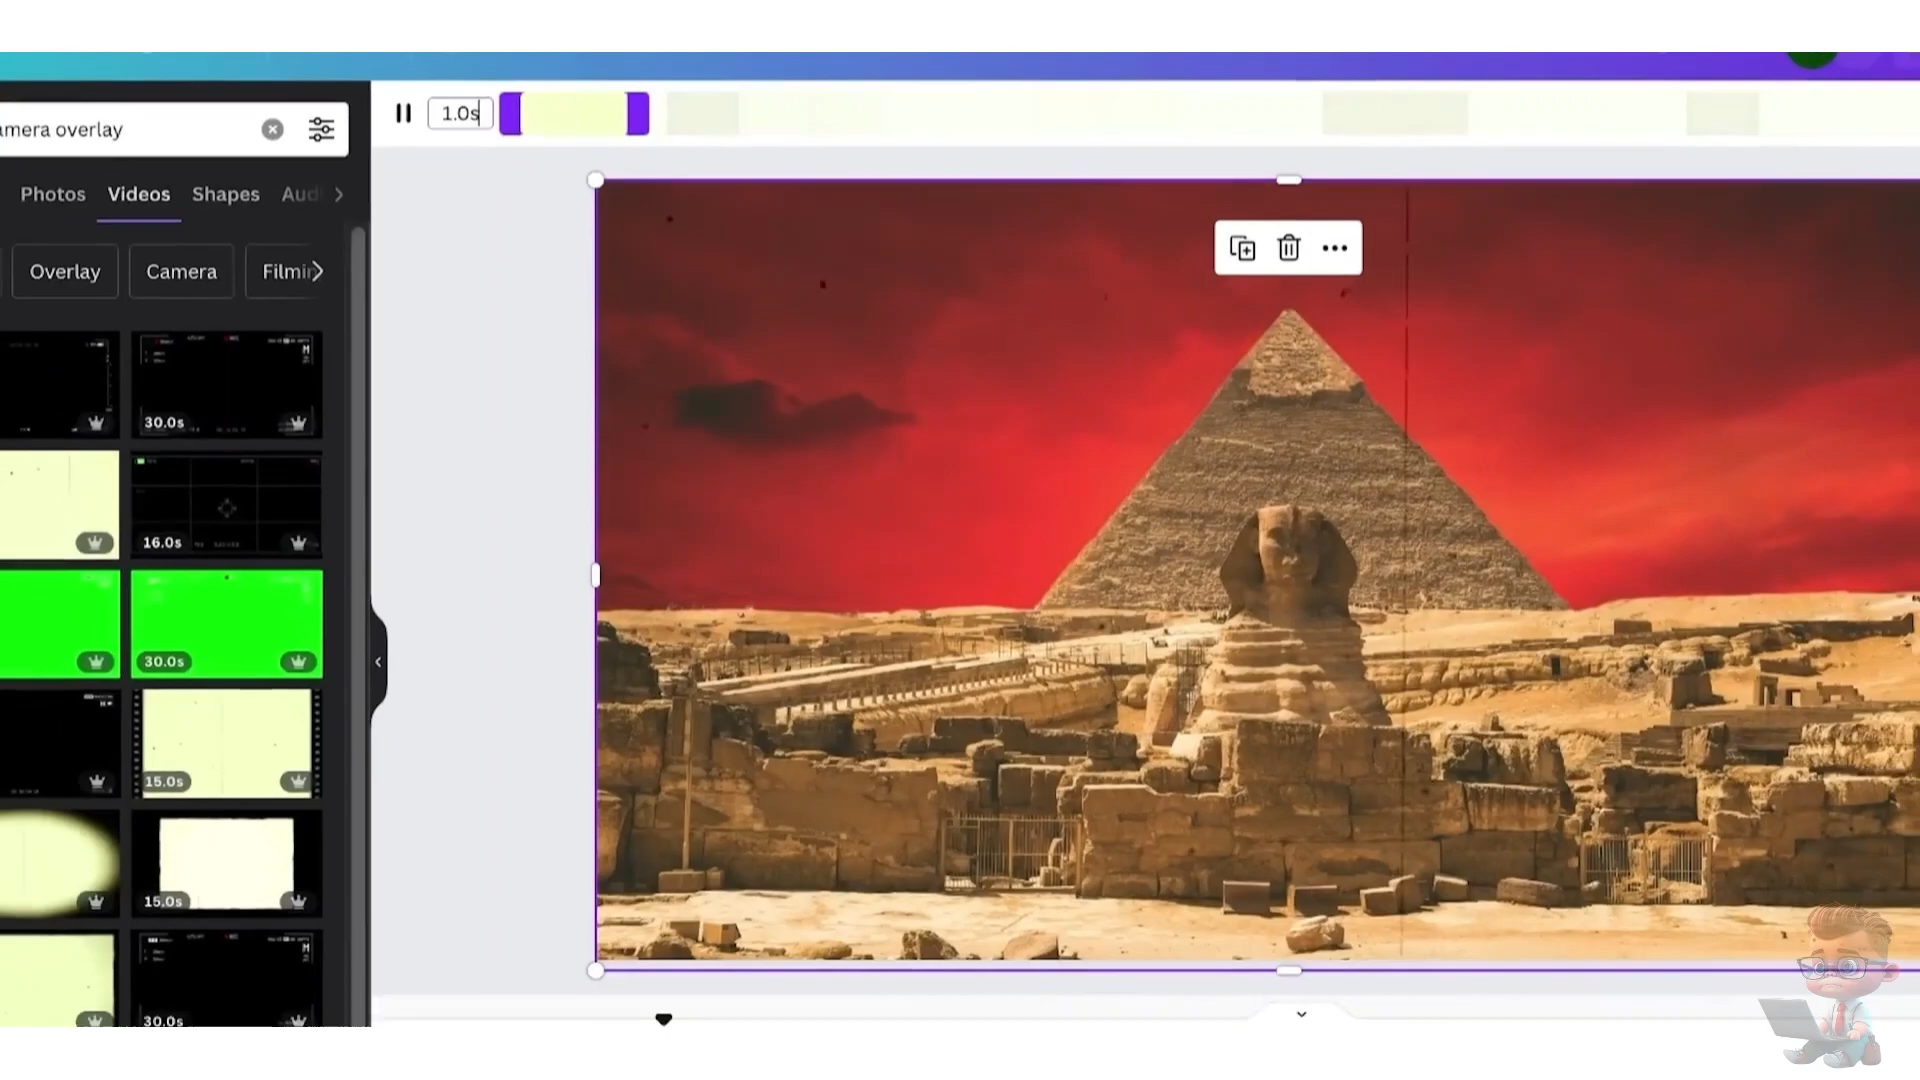 1.0s
amera overlay
Photos Videos Shapes Aud
Overlay Camera Filmin
30.0s
16.0s
30.0s
15.0s
15.0s
30.0s